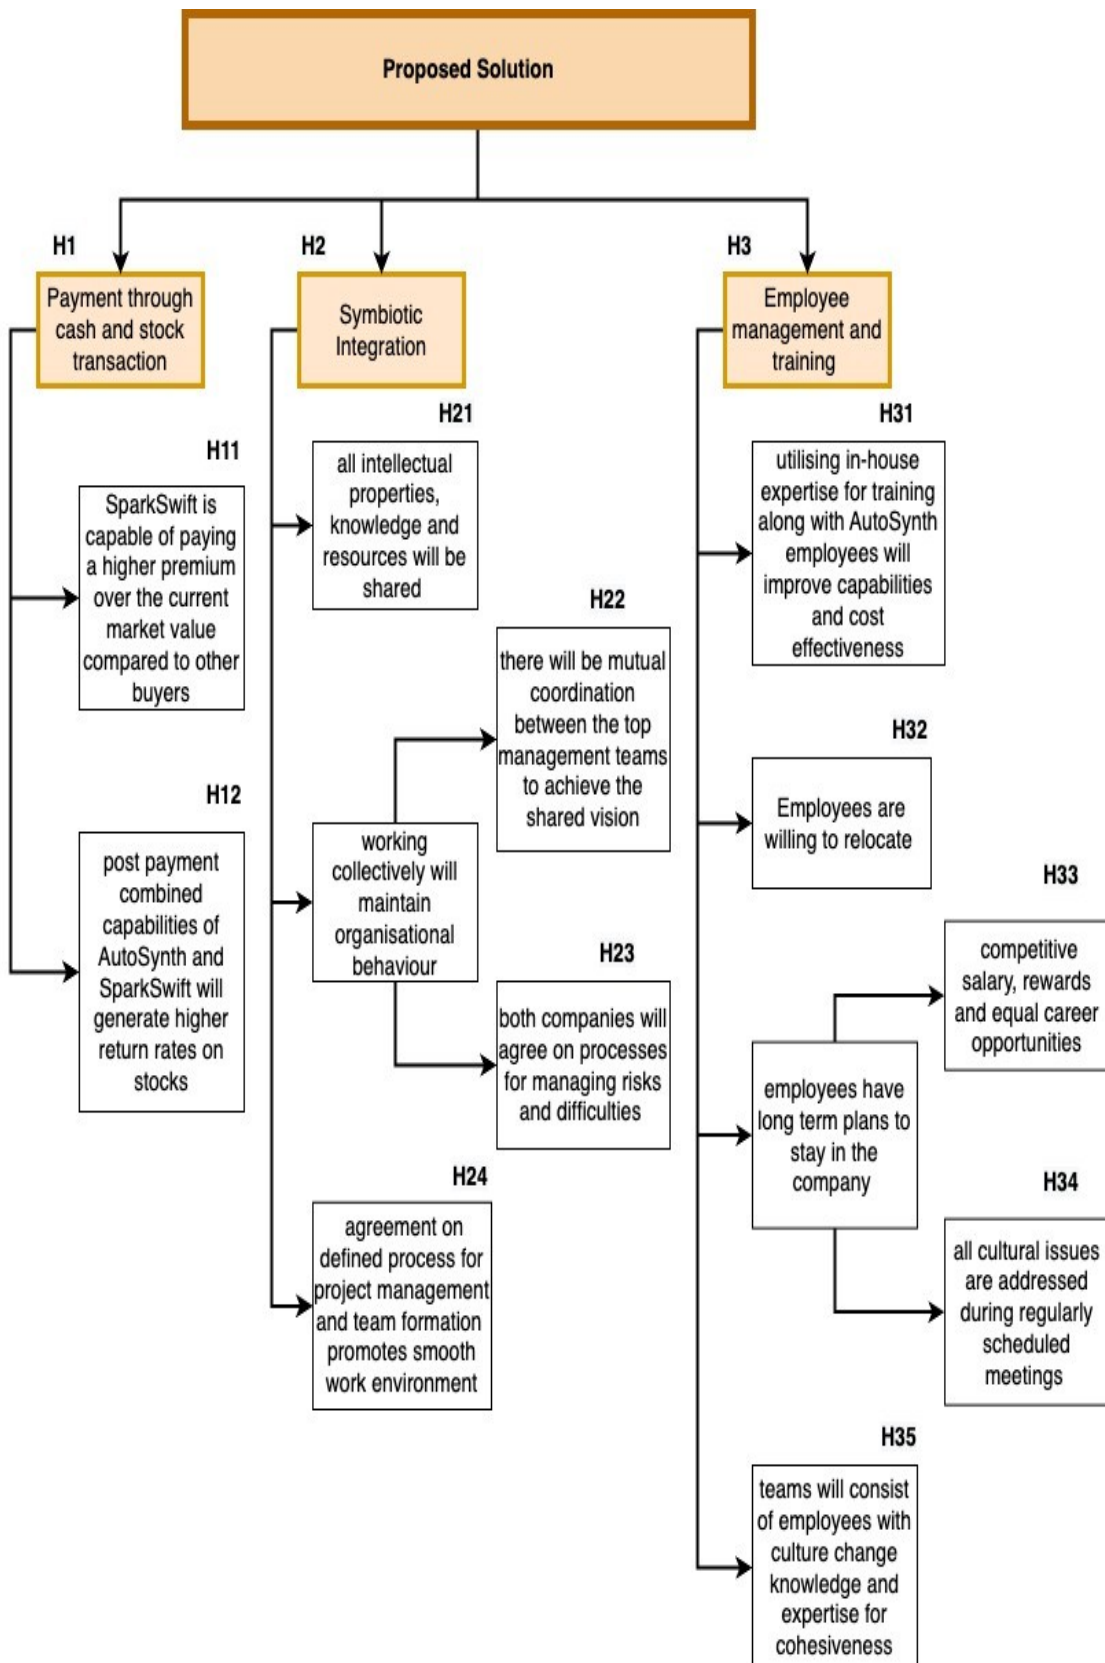 Proposed Solution
H1
Payment through
cash and stock
transaction
H11
SparkSwift is
capable of paying
a higher premium
over the current
market value
compared to other
buyers
H12
post payment
combined
capabilities of
AutoSynth and
SparkSwift will
generate higher
return rates on
stocks
H2
Symbiotic
Integration
H21
all intellectual
properties,
knowledge and
resources will be
shared
working
collectively will
maintain
organisational
behaviour
H22
there will be mutual
coordination
between the top
management teams
to achieve the
shared vision
H23
both companies will
agree on processes
for managing risks
and difficulties
H24
agreement on
defined process for
project management
and team formation
promotes smooth
work environment
H3
Employee
management and
training
H31
utilising in-house
expertise for training
along with AutoSynth
employees will
improve capabilities
and cost
effectiveness
H32
Employees are
willing to relocate
employees have
long term plans to
stay in the
company
H33
competitive
salary, rewards
and equal career
opportunities
H34
all cultural issues
are addressed
during regularly
scheduled
meetings
H35
teams will consist
of employees with
culture change
knowledge and
expertise for
cohesiveness